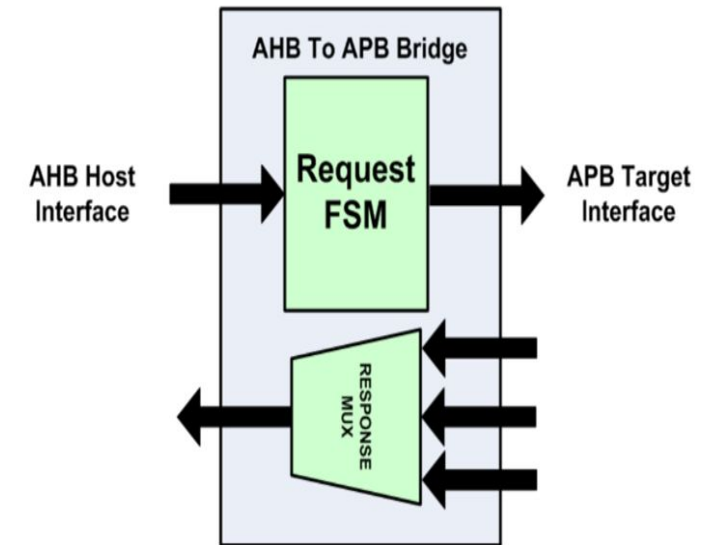 AHB To APB Bridge
Request
FSM
AHB Host
Interface
APB Target
Interface
RESPONSE
MUX